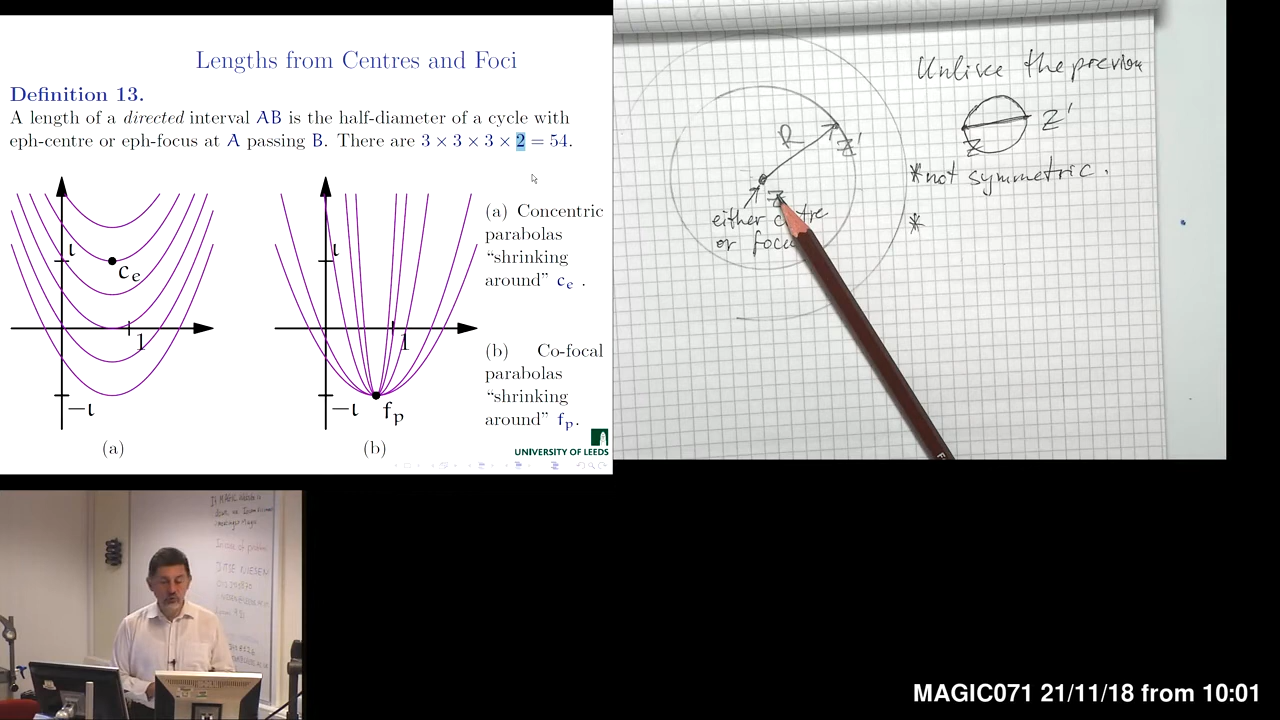 Lengths from Centres and Foci
Definition 13.
A length of a directed interval AB is the half-diameter of a cycle with
eph-centre or eph-focus at A passing B. There are 3 × 3 × 3 × 2 = 54.
(a) Concentric
parabolas
“shrinking
around” cₑ .
(b) Co-focal
parabolas
“shrinking
around” fₚ.
ι
cₑ
1
−ι
(a)
ι
1
−ι
fₚ
(b)
UNIVERSITY OF LEEDS
Unlike the previou
R
Z'
Z
either centre
or focu
Z
Z'
*not symmetric.
*
MAGIC071 21/11/18 from 10:01